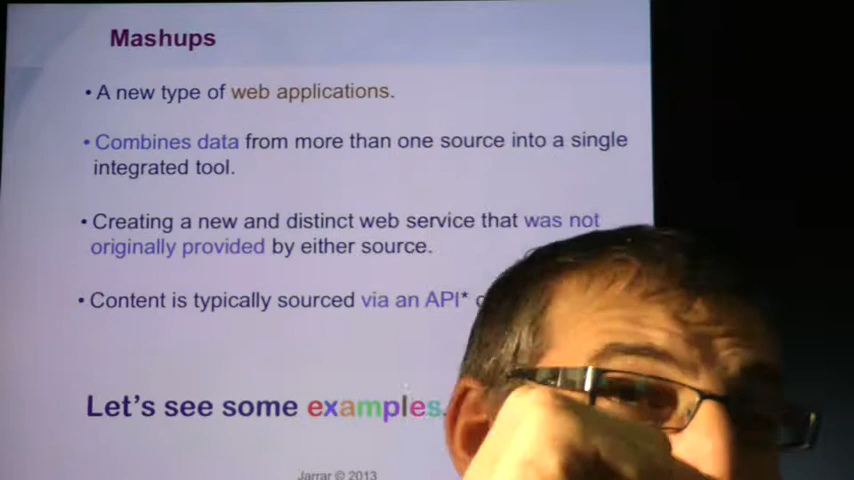 Mashups
• A new type of web applications.
• Combines data from more than one source into a single
integrated tool.
• Creating a new and distinct web service that was not
originally provided by either source.
• Content is typically sourced via an API*
Let's see some examples.
Jarrar © 2013